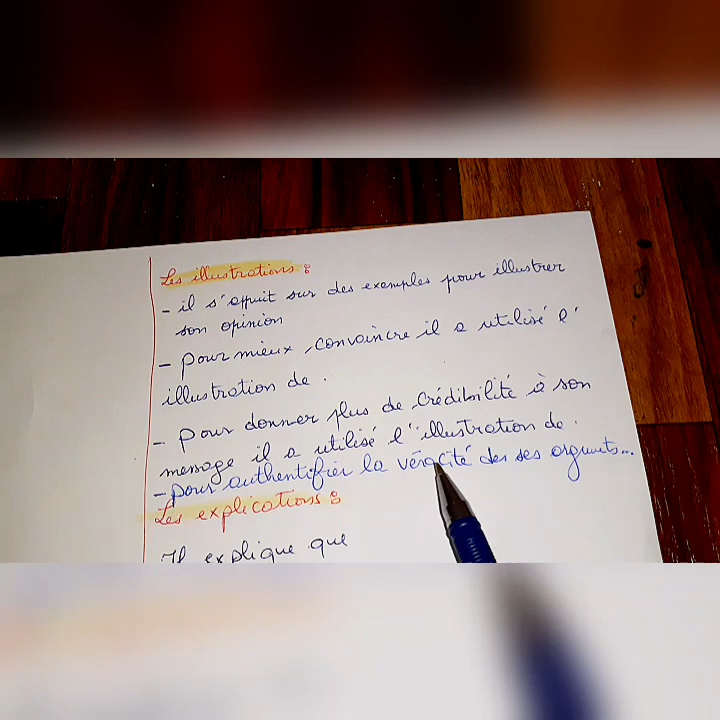 Les illustrations :
- il s'appuit sur des exemples pour illustrer
son opinion
- pour mieux convaincre il a utilisé l'
illustration de .
- pour donner plus de crédibilité à son
message il a utilisé l'illustration de .
- pour authentifier la véracité des ses argumts...
Les explications :
Il explique que